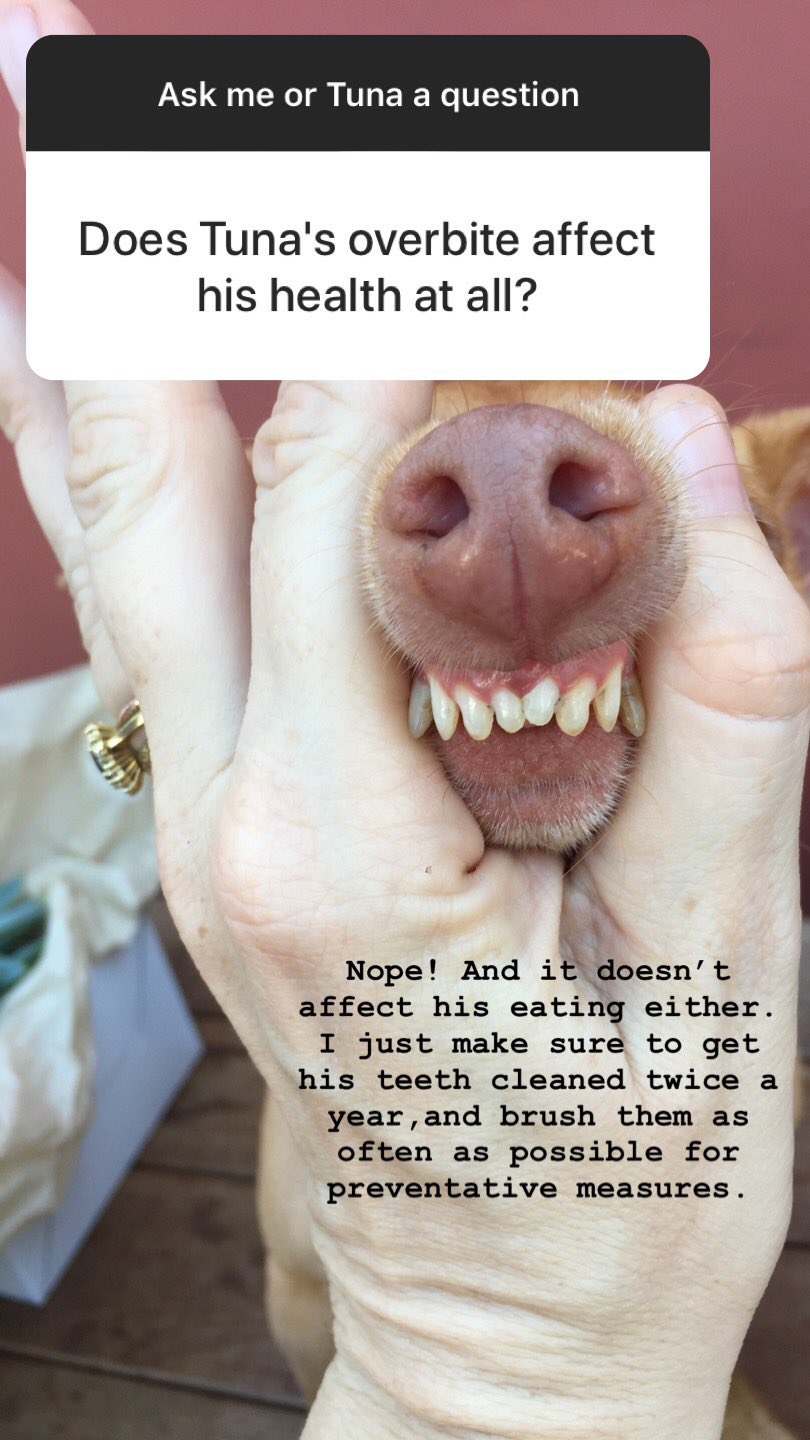 Ask me or Tuna a question
Does Tuna's overbite affect
his health at all?
Nope! And it doesn’t
affect his eating either.
I just make sure to get
his teeth cleaned twice a
year,and brush them as
often as possible for
preventative measures.